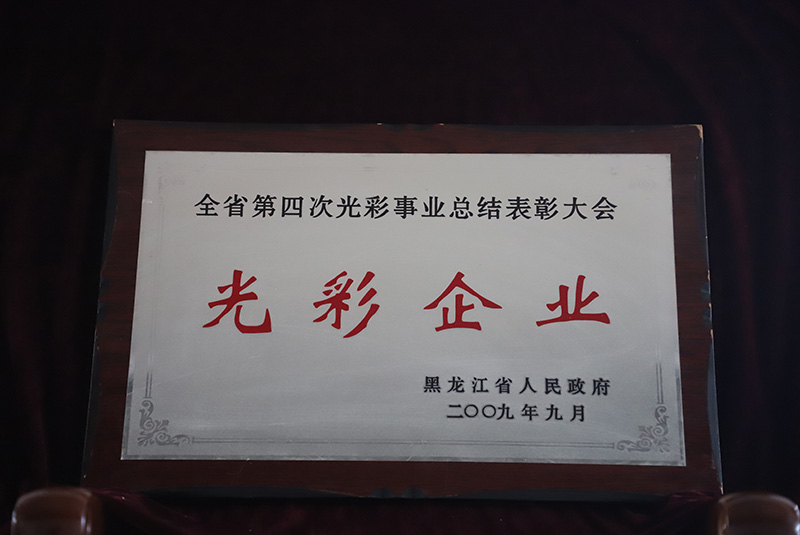 全省第四次光彩事业总结表彰大会
光彩企业
黑龙江省人民政府
二〇〇九年九月